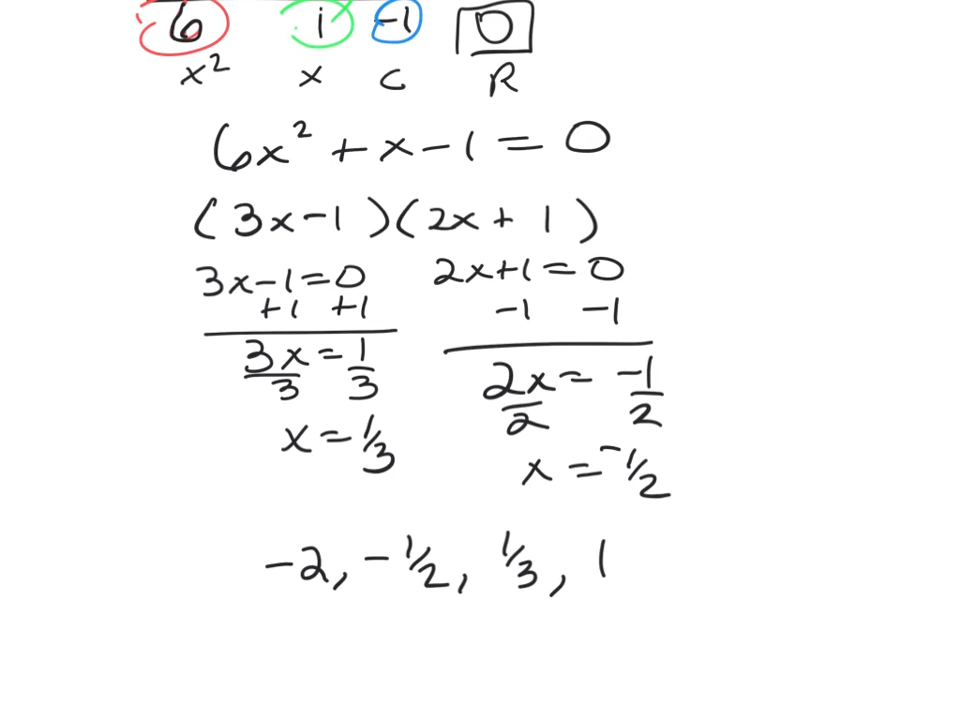 6 1 -1 0
x² x c R
6x² + x - 1 = 0
(3x-1)(2x + 1)
3x-1=0 2x+1=0
+1 +1 -1 -1
3x/3 = 1/3 2x/2 = -1/2
x = 1/3 x = -1/2
-2, -1/2, 1/3, 1